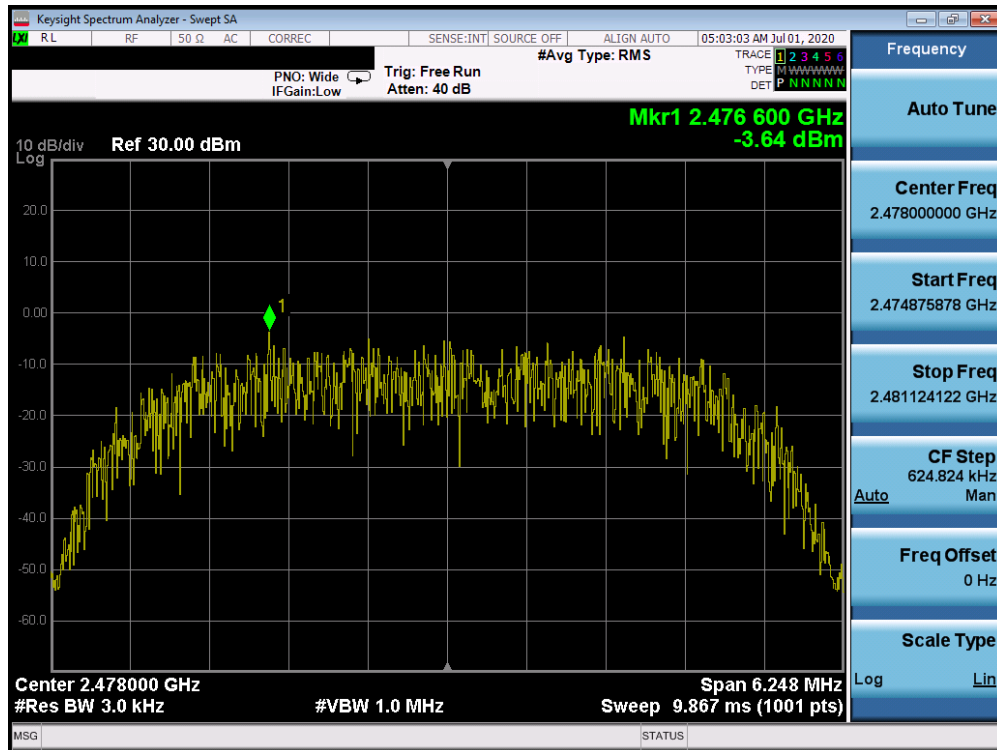 Keysight Spectrum Analyzer - Swept SA
LXI RL RF 50 Ω AC CORREC SENSE:INT SOURCE OFF ALIGN AUTO 05:03:03 AM Jul 01, 2020
#Avg Type: RMS
TRACE 1 2 3 4 5 6
TYPE M W W W W W
DET P N N N N N
PNO: Wide
IFGain:Low
Trig: Free Run
Atten: 40 dB
Mkr1 2.476 600 GHz
-3.64 dBm
10 dB/div
Log
Ref 30.00 dBm
20.0
10.0
0.00
-10.0
-20.0
-30.0
-40.0
-50.0
-60.0
1
Center 2.478000 GHz
Span 6.248 MHz
#Res BW 3.0 kHz
#VBW 1.0 MHz
Sweep 9.867 ms (1001 pts)
MSG
STATUS
Frequency
Auto Tune
Center Freq
2.478000000 GHz
Start Freq
2.474875878 GHz
Stop Freq
2.481124122 GHz
CF Step
624.824 kHz
Auto Man
Freq Offset
0 Hz
Scale Type
Log Lin